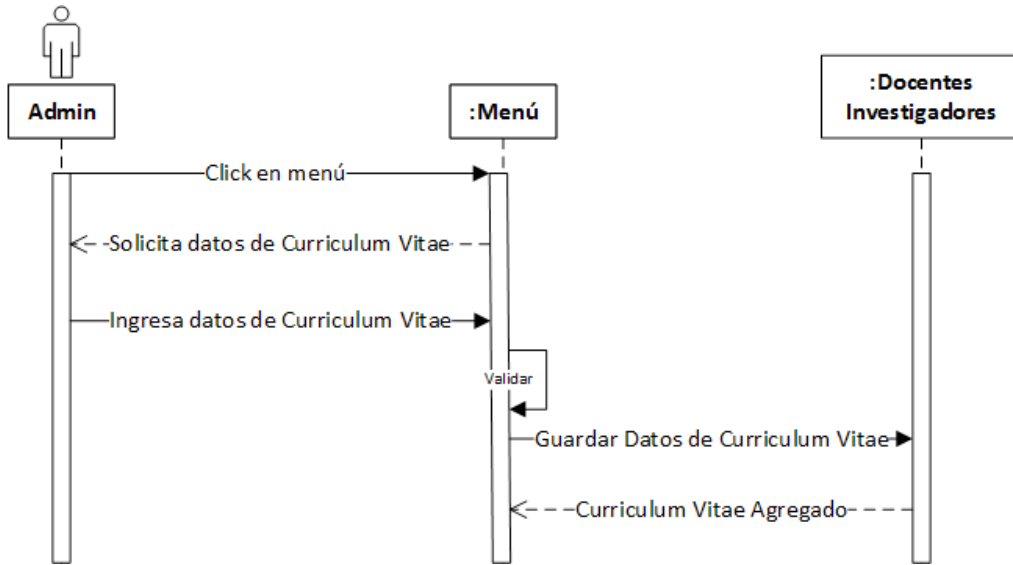 Admin
:Menú
:Docentes
Investigadores
Click en menú
Solicita datos de Curriculum Vitae
Ingresa datos de Curriculum Vitae
Validar
Guardar Datos de Curriculum Vitae
Curriculum Vitae Agregado